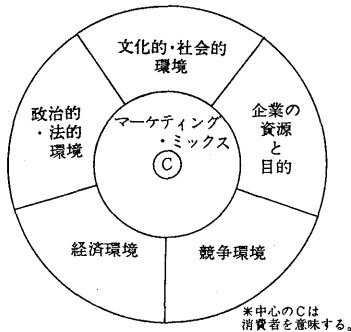 文化的・社会的
環境
政治的
・法的
環境
企業の
資源
と
目的
マーケティング
・ミックス
C
経済環境
競争環境
＊中心のCは
消費者を意味する。